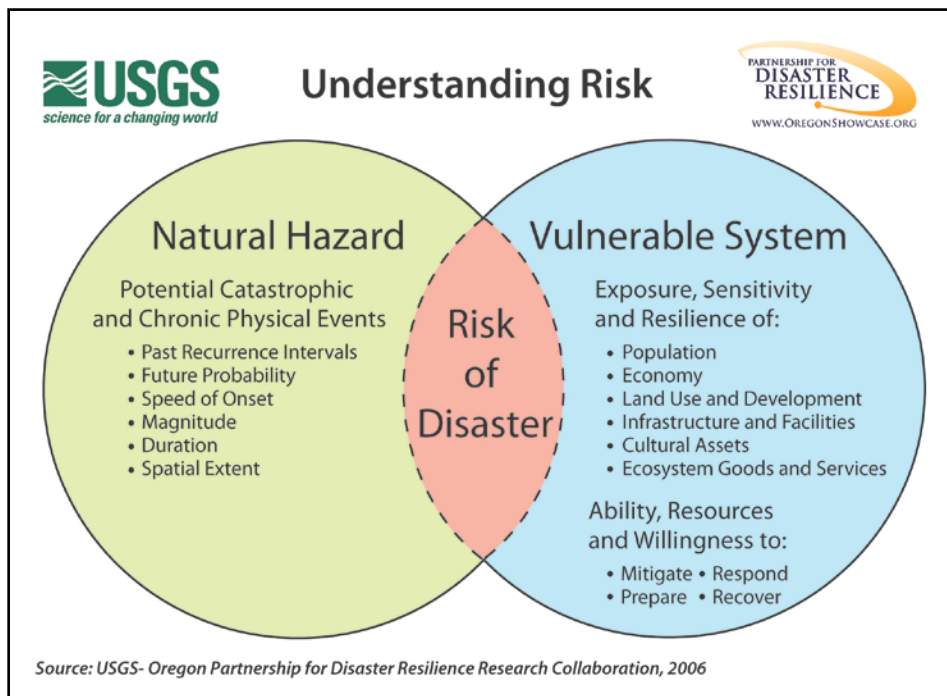 USGS
science for a changing world
Understanding Risk
PARTNERSHIP FOR
DISASTER
RESILIENCE
WWW.OREGONSHOWCASE.ORG
Natural Hazard
Potential Catastrophic
and Chronic Physical Events
• Past Recurrence Intervals
• Future Probability
• Speed of Onset
• Magnitude
• Duration
• Spatial Extent
Risk
of
Disaster
Vulnerable System
Exposure, Sensitivity
and Resilience of:
• Population
• Economy
• Land Use and Development
• Infrastructure and Facilities
• Cultural Assets
• Ecosystem Goods and Services
Ability, Resources
and Willingness to:
• Mitigate • Respond
• Prepare • Recover
Source: USGS- Oregon Partnership for Disaster Resilience Research Collaboration, 2006